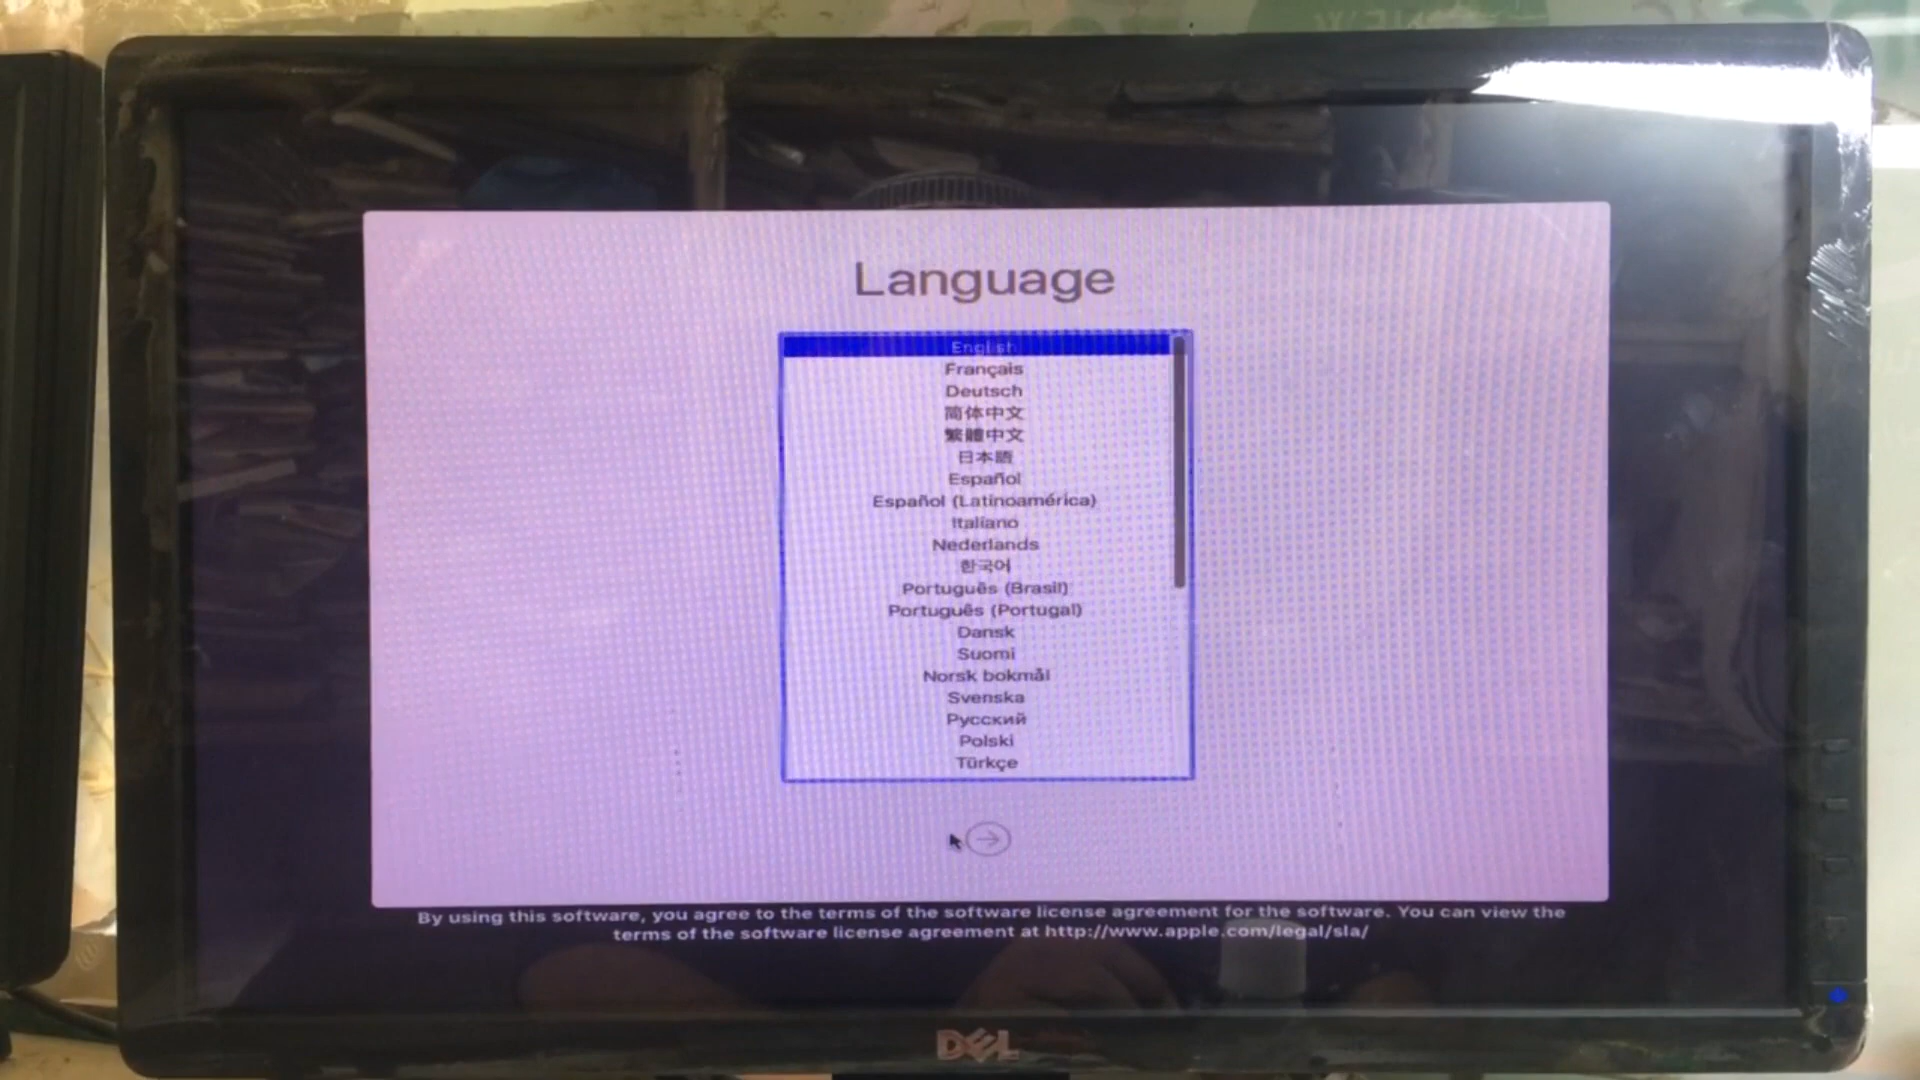 Language
English
Français
Deutsch
简体中文
繁體中文
日本語
Español
Español (Latinoamérica)
Italiano
Nederlands
한국어
Português (Brasil)
Português (Portugal)
Dansk
Suomi
Norsk bokmål
Svenska
Русский
Polski
Türkçe
By using this software, you agree to the terms of the software license agreement for the software. You can view the
terms of the software license agreement at http://www.apple.com/legal/sla/
DELL